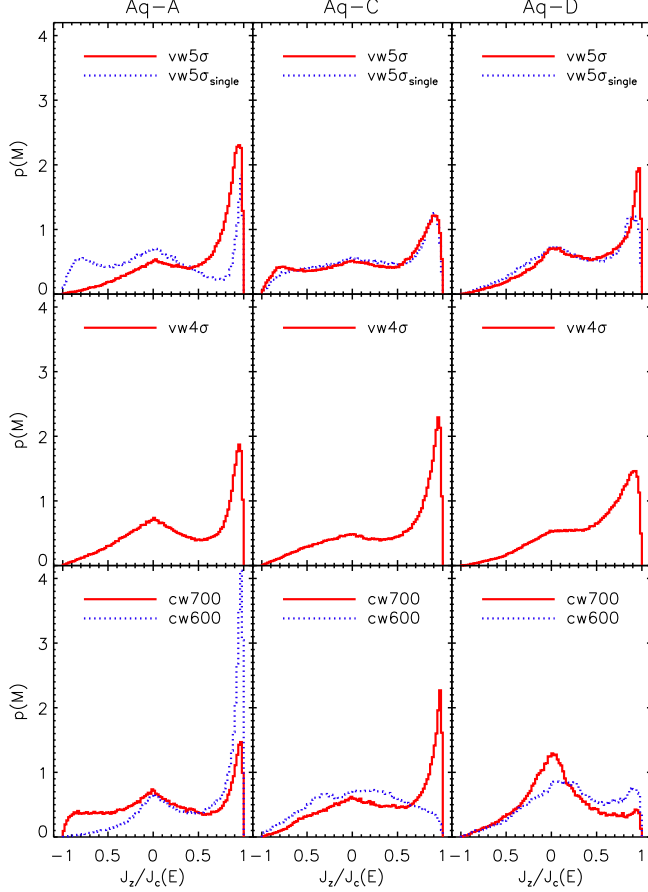 Aq-A Aq-C Aq-D
4
vw5σ vw5σ vw5σ
vw5σsingle vw5σsingle vw5σsingle
3
p(M)
2
1
0
4
vw4σ vw4σ vw4σ
3
p(M)
2
1
0
4
cw700 cw700 cw700
cw600 cw600 cw600
3
p(M)
2
1
0
-1 -0.5 0 0.5 1 -1 -0.5 0 0.5 1 -1 -0.5 0 0.5 1
Jz/Jc(E) Jz/Jc(E) Jz/Jc(E)